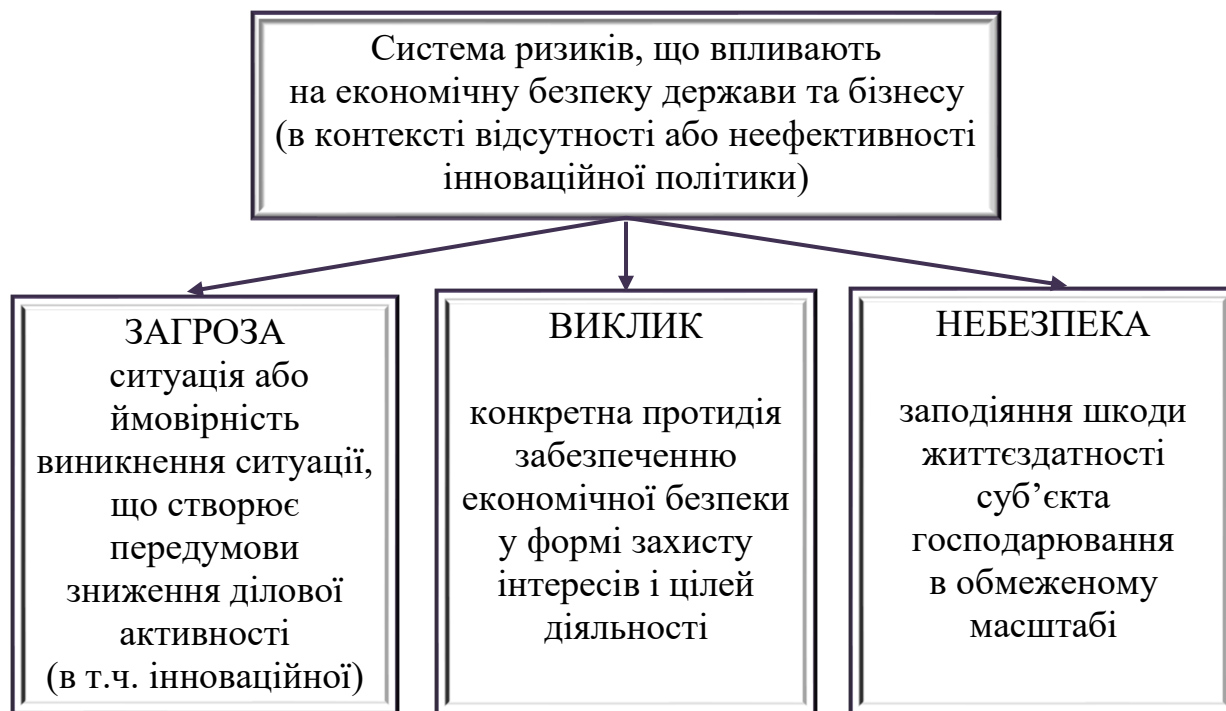 Система ризиків, що впливають
на економічну безпеку держави та бізнесу
(в контексті відсутності або неефективності
інноваційної політики)
ЗАГРОЗА
ситуація або
ймовірність
виникнення ситуації,
що створює
передумови
зниження ділової
активності
(в т.ч. інноваційної)
ВИКЛИК
конкретна протидія
забезпеченню
економічної безпеки
у формі захисту
інтересів і цілей
діяльності
НЕБЕЗПЕКА
заподіяння шкоди
життєздатності
суб’єкта
господарювання
в обмеженому
масштабі